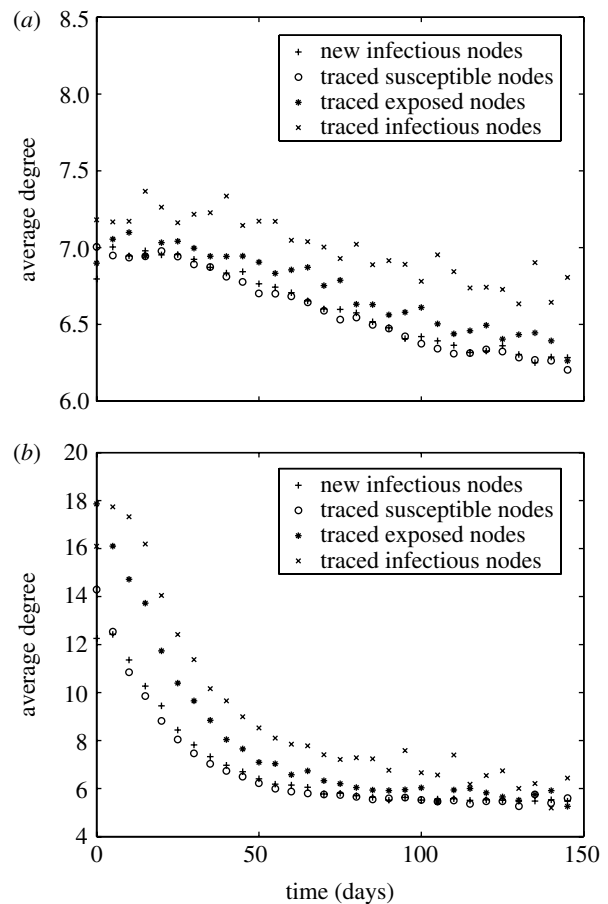 (a)
8.5
8.0
7.5
7.0
6.5
6.0
average degree
new infectious nodes
traced susceptible nodes
traced exposed nodes
traced infectious nodes
(b)
20
18
16
14
12
10
8
6
4
average degree
new infectious nodes
traced susceptible nodes
traced exposed nodes
traced infectious nodes
0
50
100
150
time (days)